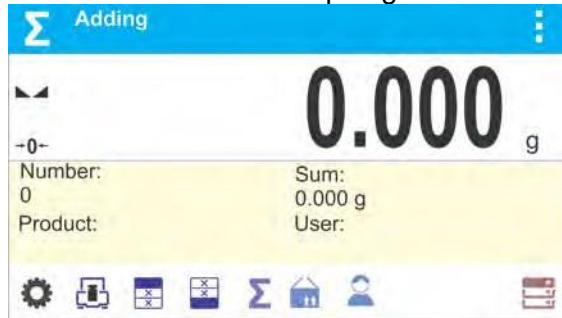 Σ Adding
0.000 g
→0←
Number: Sum:
0 0.000 g
Product: User:
Σ